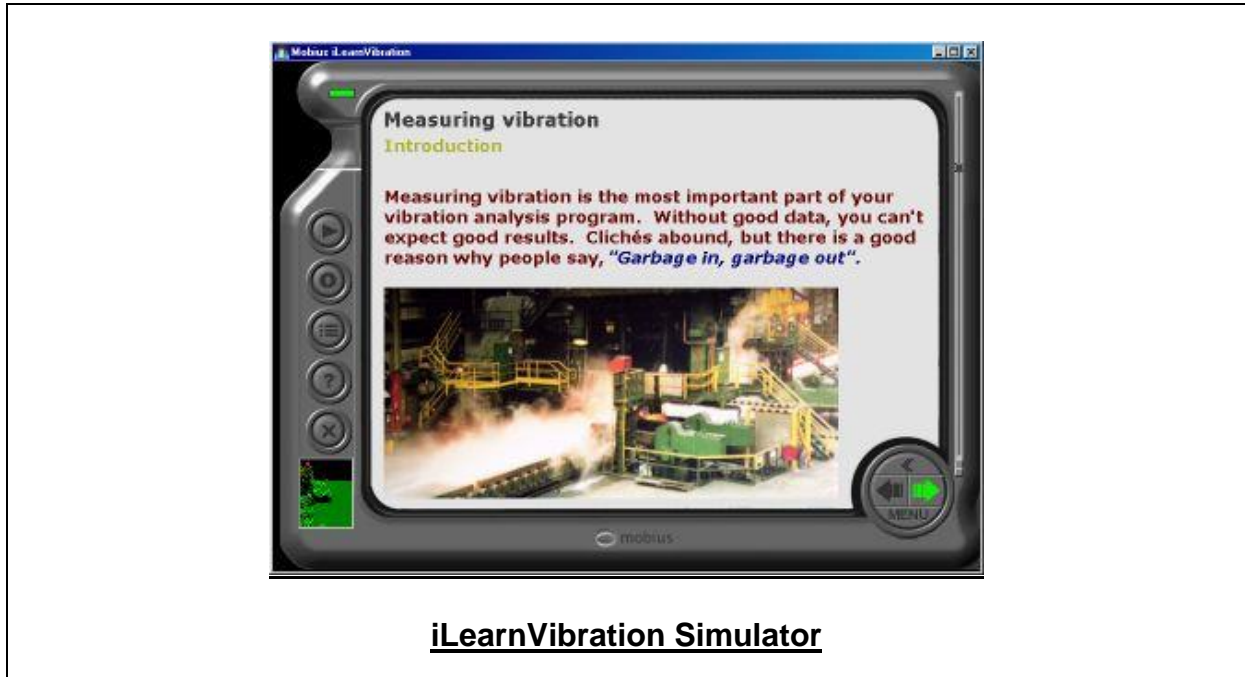 Mobius iLearnVibration
Measuring vibration
Introduction
Measuring vibration is the most important part of your
vibration analysis program.  Without good data, you can't
expect good results.  Clichés abound, but there is a good
reason why people say, "Garbage in, garbage out".
?
MENU
mobius
iLearnVibration Simulator